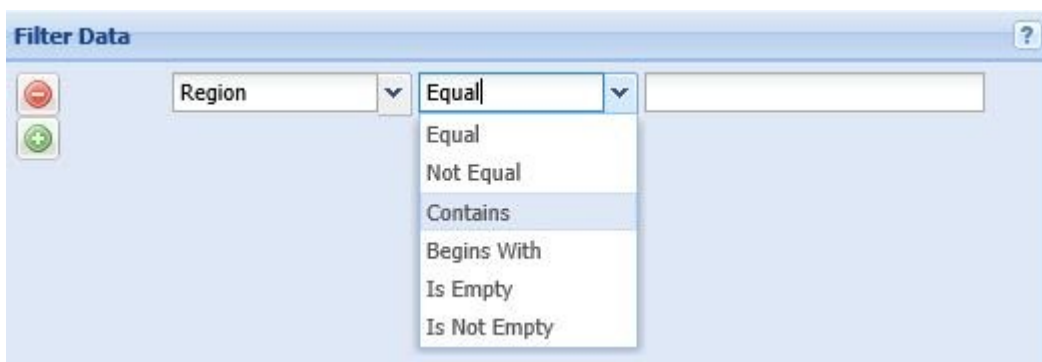 Filter Data ?
Region Equal
Equal
Not Equal
Contains
Begins With
Is Empty
Is Not Empty